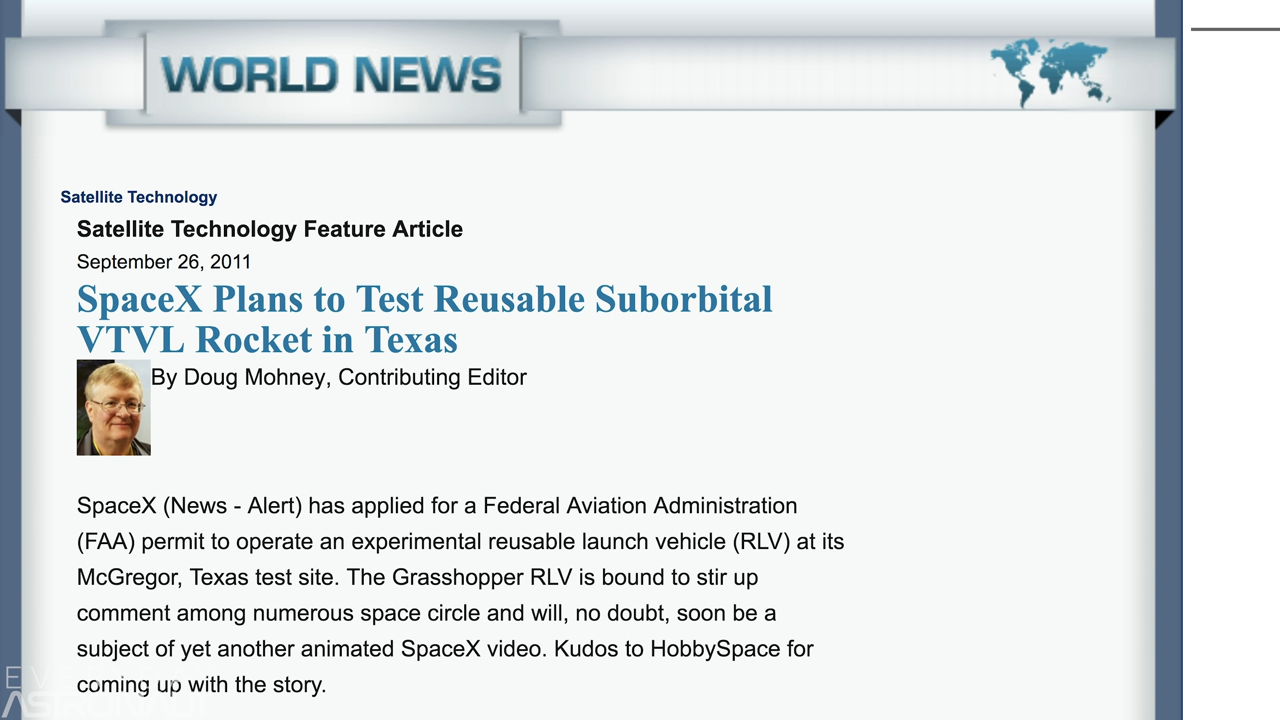 WORLD NEWS
Satellite Technology
Satellite Technology Feature Article
September 26, 2011
SpaceX Plans to Test Reusable Suborbital
VTVL Rocket in Texas
By Doug Mohney, Contributing Editor
SpaceX (News - Alert) has applied for a Federal Aviation Administration
(FAA) permit to operate an experimental reusable launch vehicle (RLV) at its
McGregor, Texas test site. The Grasshopper RLV is bound to stir up
comment among numerous space circle and will, no doubt, soon be a
subject of yet another animated SpaceX video. Kudos to HobbySpace for
coming up with the story.
ASTRONAUT